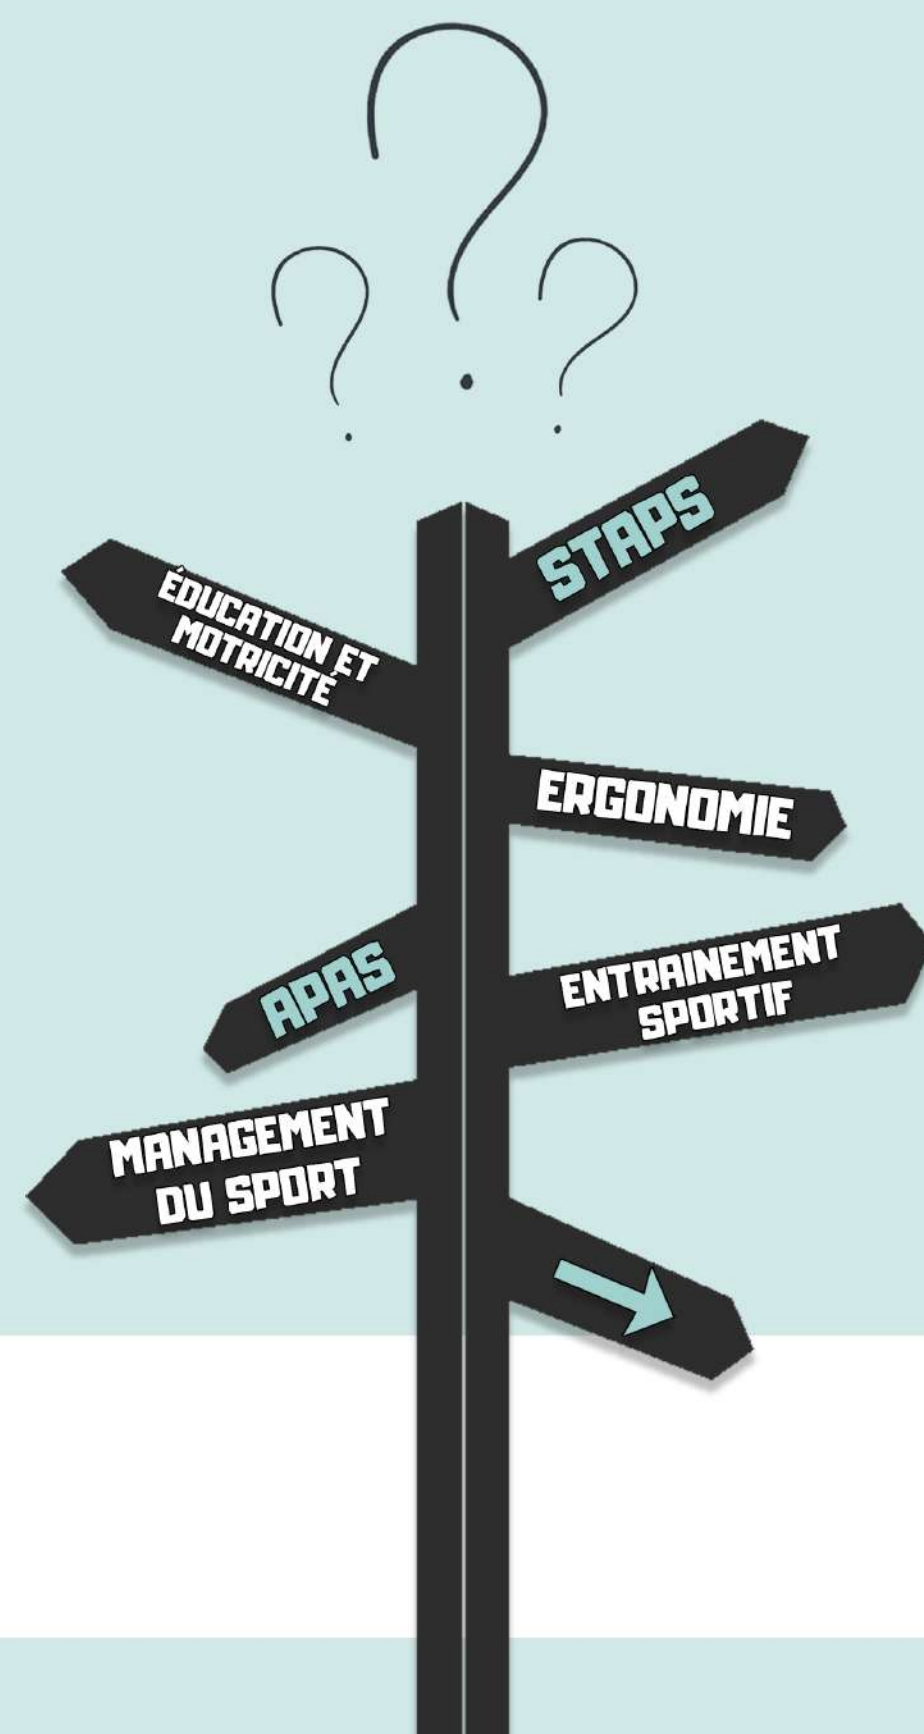 ?
? ?
STAPS
ÉDUCATION ET
MOTRICITÉ
ERGONOMIE
APAS
ENTRAINEMENT
SPORTIF
MANAGEMENT
DU SPORT